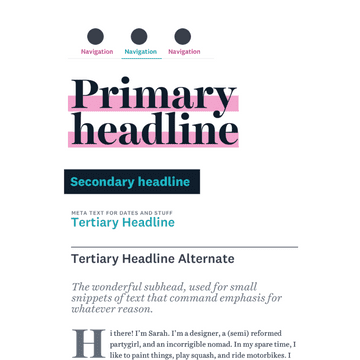 Navigation Navigation Navigation
Primary
headline
Secondary headline
META TEXT FOR DATES AND STUFF
Tertiary Headline
Tertiary Headline Alternate
The wonderful subhead, used for small
snippets of text that command emphasis for
whatever reason.
Hi there! I'm Sarah. I'm a designer, a (semi) reformed
partygirl, and an incorrigible nomad. In my spare time, I
like to paint things, play squash, and ride motorbikes. I